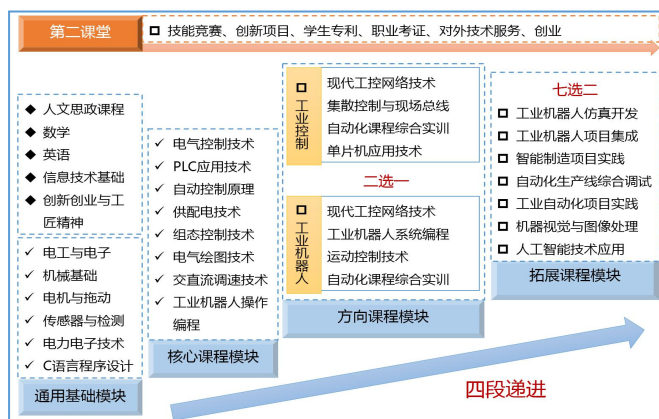 第二课堂
技能竞赛、创新项目、学生专利、职业考证、对外技术服务、创业
人文思政课程
数学
英语
信息技术基础
创新创业与工
匠精神
电工与电子
机械基础
电机与拖动
传感器与检测
电力电子技术
C语言程序设计
通用基础模块
电气控制技术
PLC应用技术
自动控制原理
供配电技术
组态控制技术
电气绘图技术
交直流调速技术
工业机器人操作
编程
核心课程模块
工业控制
现代工控网络技术
集散控制与现场总线
自动化课程综合实训
单片机应用技术
二选一
工业机器人
现代工控网络技术
工业机器人系统编程
运动控制技术
自动化课程综合实训
方向课程模块
七选二
工业机器人仿真开发
工业机器人项目集成
智能制造项目实践
自动化生产线综合调试
工业自动化项目实践
机器视觉与图像处理
人工智能技术应用
拓展课程模块
四段递进